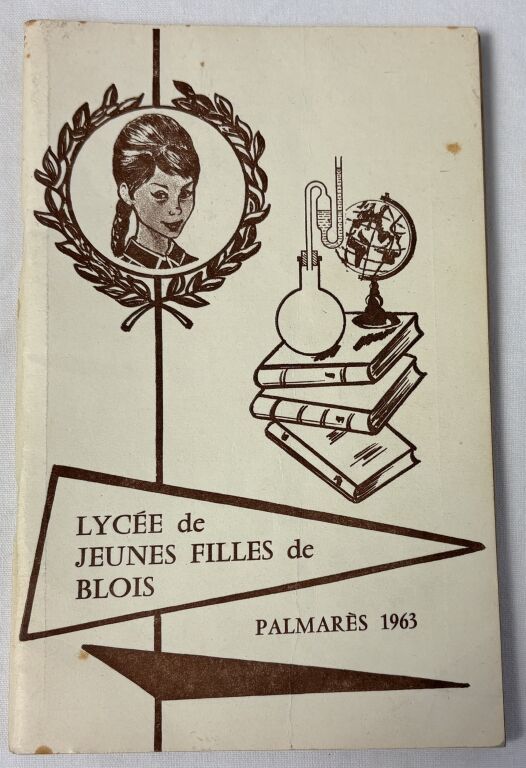 LYCÉE de
JEUNES FILLES de
BLOIS
PALMARÈS 1963